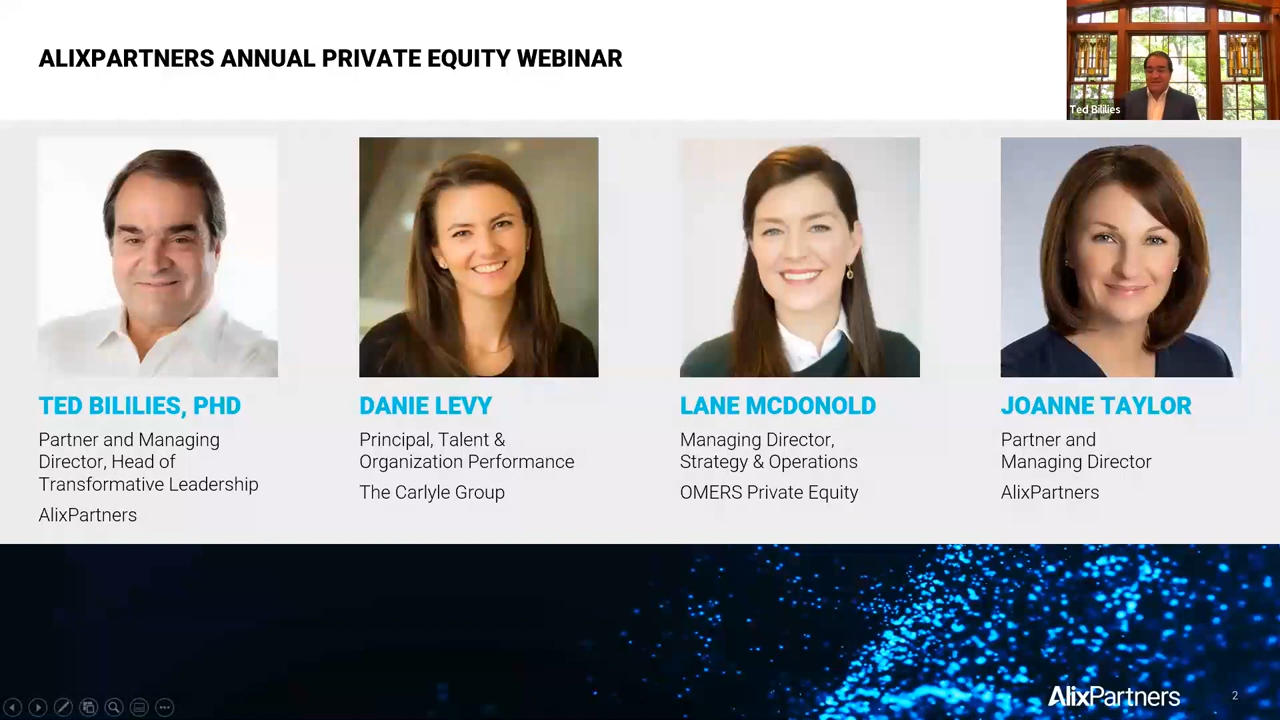 ALIXPARTNERS ANNUAL PRIVATE EQUITY WEBINAR
Ted Bililies
TED BILILIES, PHD
Partner and Managing
Director, Head of
Transformative Leadership
AlixPartners
DANIE LEVY
Principal, Talent &
Organization Performance
The Carlyle Group
LANE MCDONOLD
Managing Director,
Strategy & Operations
OMERS Private Equity
JOANNE TAYLOR
Partner and
Managing Director
AlixPartners
AlixPartners
2